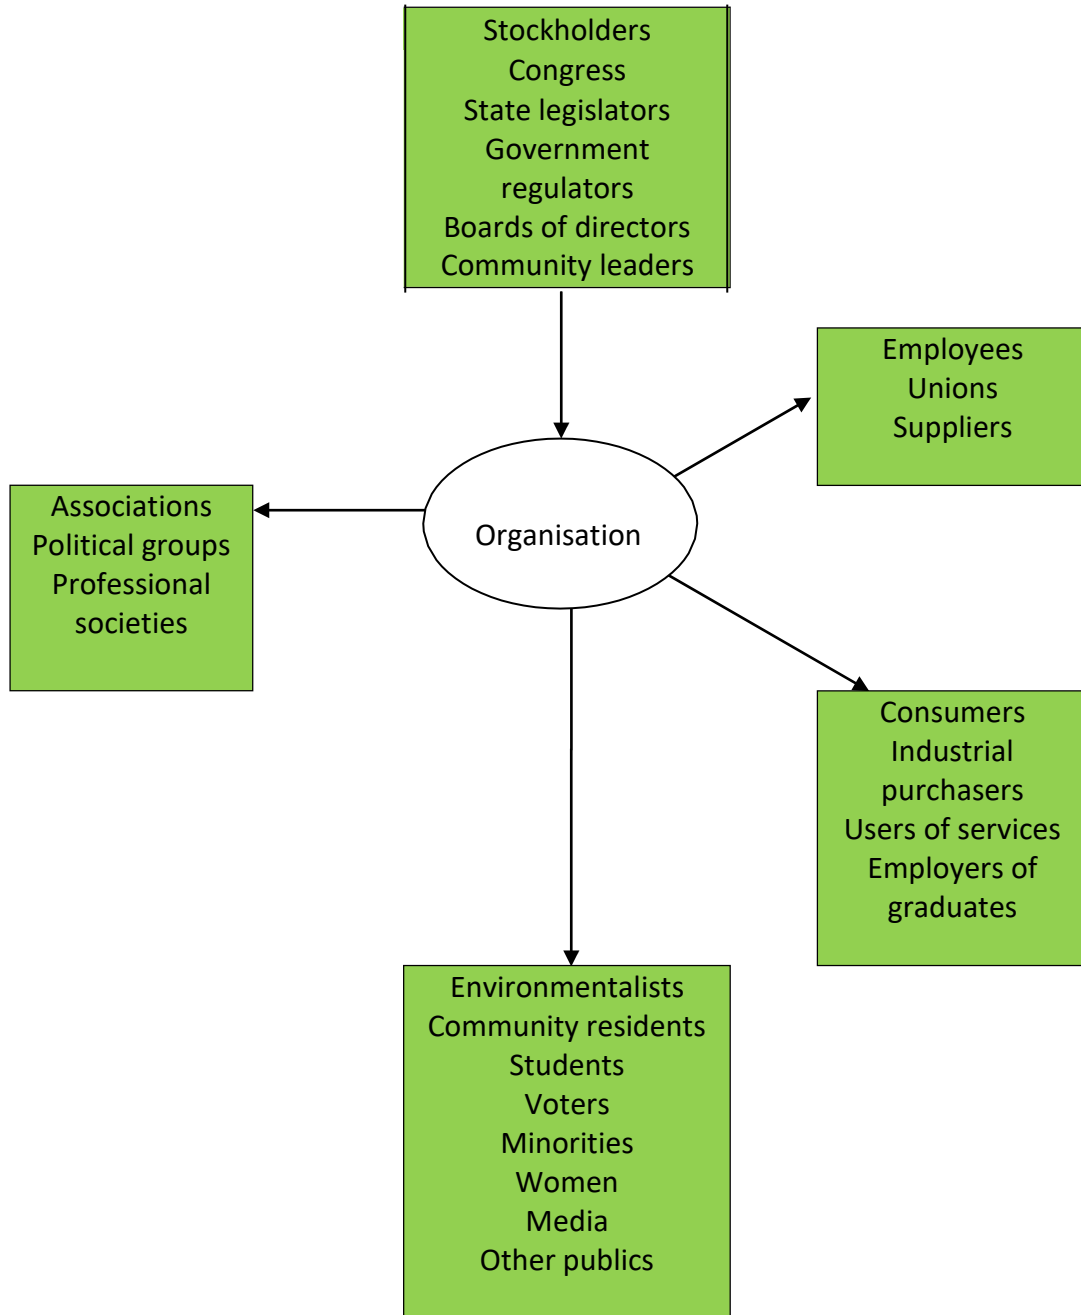 Stockholders
Congress
State legislators
Government
regulators
Boards of directors
Community leaders
Employees
Unions
Suppliers
Associations
Political groups
Professional
societies
Organisation
Consumers
Industrial
purchasers
Users of services
Employers of
graduates
Environmentalists
Community residents
Students
Voters
Minorities
Women
Media
Other publics